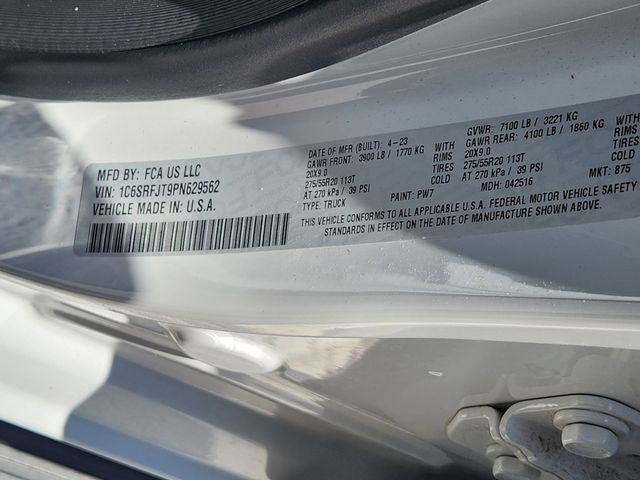 MFD BY: FCA US LLC
VIN: 1C6SRFJT9PN629562
VEHICLE MADE IN: U.S.A.
DATE OF MFR (BUILT): 4-23
GAWR FRONT: 3900 LB / 1770 KG WITH
20X9.0 RIMS
275/55R20 113T TIRES
AT 270 kPa / 39 PSI COLD
TYPE: TRUCK PAINT: PW7
GVWR: 7100 LB / 3221 KG
GAWR REAR: 4100 LB / 1860 KG WITH
20X9.0 RIMS
275/55R20 113T TIRES
AT 270 kPa / 39 PSI COLD
MDH: 042516 MKT: 875
THIS VEHICLE CONFORMS TO ALL APPLICABLE U.S.A. FEDERAL MOTOR VEHICLE SAFETY
STANDARDS IN EFFECT ON THE DATE OF MANUFACTURE SHOWN ABOVE.